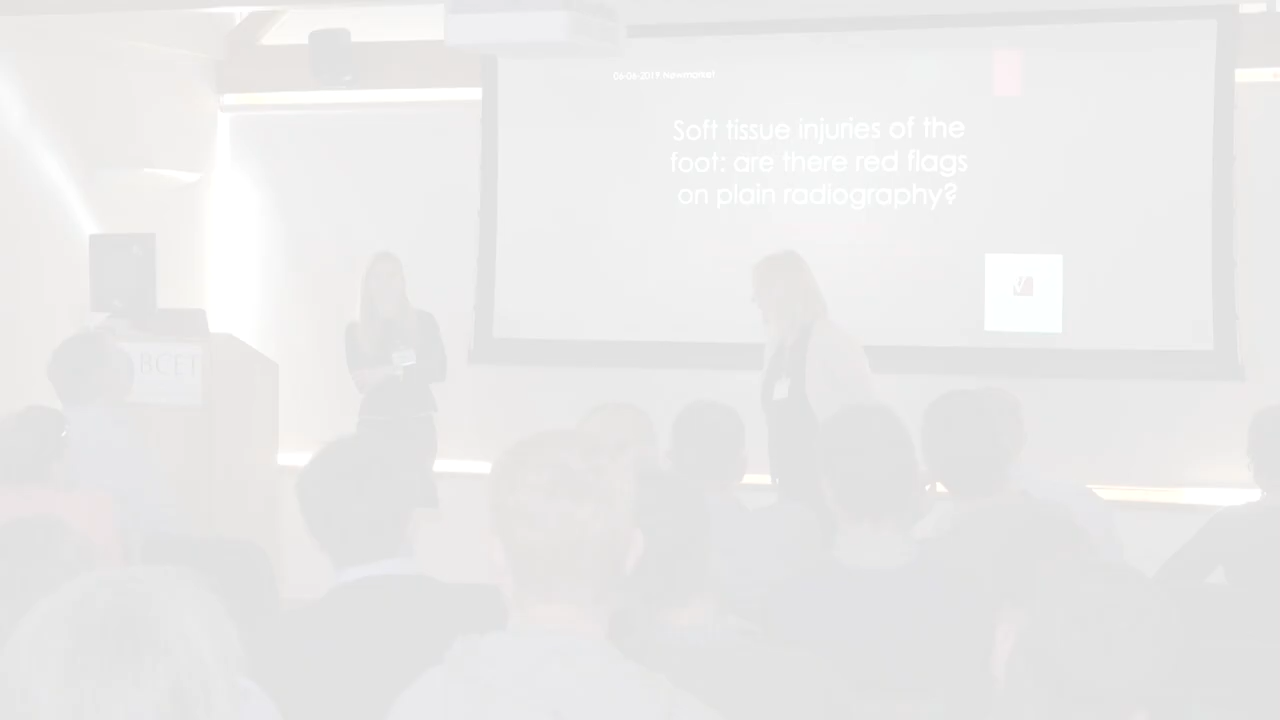 06-06-2019 Newmarket
Soft tissue injuries of the
foot: are there red flags
on plain radiography?
BCET